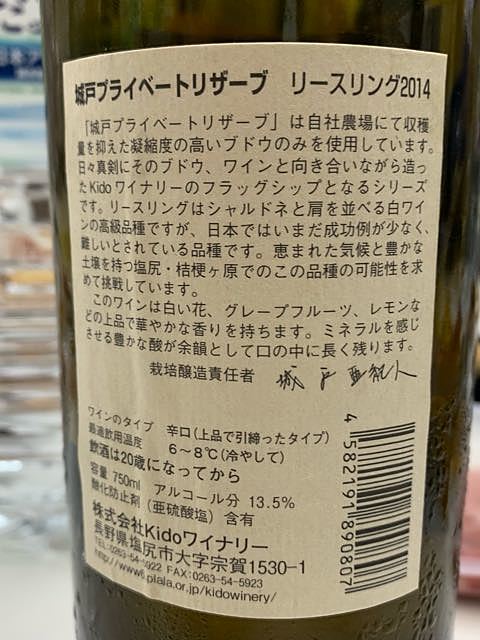 城戸プライベートリザーブ　リースリング2014
「城戸プライベートリザーブ」は自社農場にて収穫
量を抑えた凝縮度の高いブドウのみを使用しています。
日々真剣にそのブドウ、ワインと向き合いながら造っ
たKidoワイナリーのフラッグシップとなるシリーズ
です。リースリングはシャルドネと肩を並べる白ワイ
ンの高級品種ですが、日本ではいまだ成功例が少なく、
難しいとされている品種です。恵まれた気候と豊かな
土壌を持つ塩尻・桔梗ヶ原でのこの品種の可能性を求
めて挑戦しています。
このワインは白い花、グレープフルーツ、レモンな
どの上品で華やかな香りを持ちます。ミネラルを感じ
させる豊かな酸が余韻として口の中に長く残ります。
栽培醸造責任者　城戸亜紀人
ワインのタイプ　辛口(上品で引締ったタイプ)
最適飲用温度　6～8℃(冷やして)
飲酒は20歳になってから
容量 750ml　アルコール分 13.5%
酸化防止剤(亜硫酸塩)含有
株式会社Kidoワイナリー
長野県塩尻市大字宗賀1530-1
TEL:0263-54-5922 FAX:0263-54-5923
http://www6.plala.or.jp/kidowinery/
4582191890807